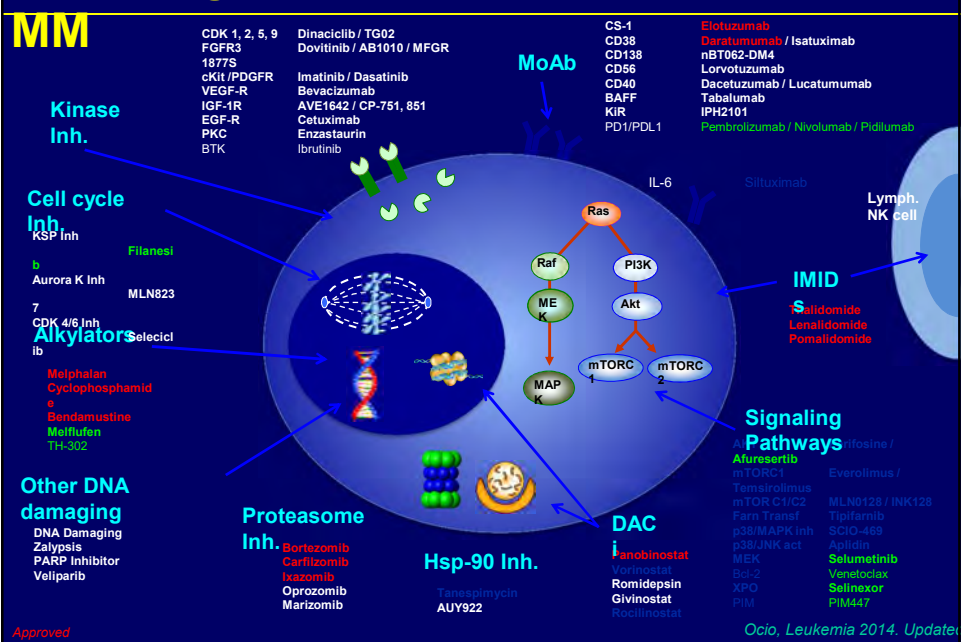 MM
CDK 1, 2, 5, 9 Dinaciclib / TG02
FGFR3 Dovitinib / AB1010 / MFGR
1877S
cKit /PDGFR Imatinib / Dasatinib
VEGF-R Bevacizumab
IGF-1R AVE1642 / CP-751, 851
EGF-R Cetuximab
PKC Enzastaurin
BTK Ibrutinib
MoAb
CS-1 Elotuzumab
CD38 Daratumumab / Isatuximab
CD138 nBT062-DM4
CD56 Lorvotuzumab
CD40 Dacetuzumab / Lucatumumab
BAFF Tabalumab
KiR IPH2101
PD1/PDL1 Pembrolizumab / Nivolumab / Pidilumab
Kinase
Inh.
IL-6 Siltuximab
Lymph.
NK cell
Cell cycle
Inh.
KSP Inh
Filanesi
b
Aurora K Inh
MLN823
7
CDK 4/6 Inh
Selecicl
ib
Ras
Raf
PI3K
ME
K
Akt
mTORC
1
mTORC
2
MAP
K
IMID
s
Thalidomide
Lenalidomide
Pomalidomide
Alkylators
Melphalan
Cyclophosphamid
e
Bendamustine
Melflufen
TH-302
Signaling
Pathways
Afuresertib
mTORC1 Everolimus /
Temsirolimus
mTOR C1/C2 MLN0128 / INK128
Farn Transf Tipifarnib
p38/MAPK inh SCIO-469
p38/JNK act Aplidin
MEK Selumetinib
Bcl-2 Venetoclax
XPO Selinexor
PIM PIM447
Other DNA
damaging
DNA Damaging
Zalypsis
PARP Inhibitor
Veliparib
Proteasome
Inh.
Bortezomib
Carfilzomib
Ixazomib
Oprozomib
Marizomib
Hsp-90 Inh.
Tanespimycin
AUY922
DAC
i
Panobinostat
Vorinostat
Romidepsin
Givinostat
Rocilinostat
Approved
Ocio, Leukemia 2014. Updated